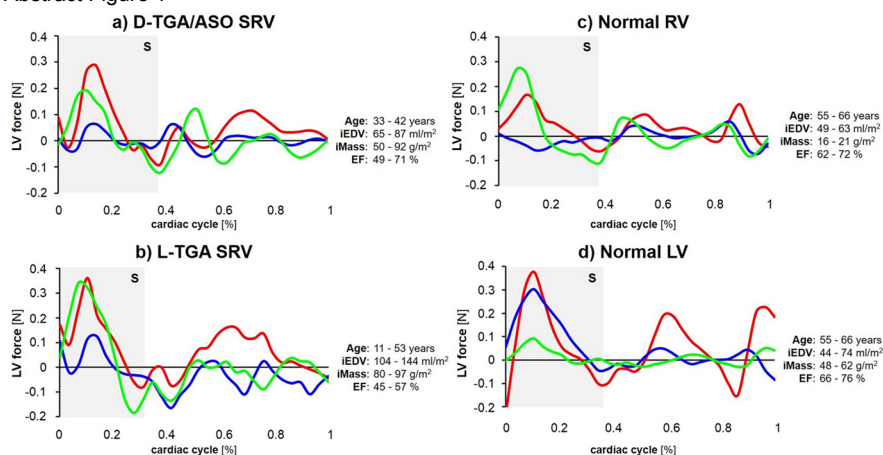 a) D-TGA/ASO SRV
S
LV force [N]
0.4
0.3
0.2
0.1
0
-0.1
-0.2
0
0.2
0.4
0.6
0.8
1
cardiac cycle [%]
Age: 33 - 42 years
iEDV: 65 - 87 ml/m²
iMass: 50 - 92 g/m²
EF: 49 - 71 %
c) Normal RV
S
LV force [N]
0.4
0.3
0.2
0.1
0
-0.1
-0.2
0
0.2
0.4
0.6
0.8
1
cardiac cycle [%]
Age: 55 - 66 years
iEDV: 49 - 63 ml/m²
iMass: 16 - 21 g/m²
EF: 62 - 72 %
b) L-TGA SRV
S
LV force [N]
0.4
0.3
0.2
0.1
0
-0.1
-0.2
0
0.2
0.4
0.6
0.8
1
cardiac cycle [%]
Age: 11 - 53 years
iEDV: 104 - 144 ml/m²
iMass: 80 - 97 g/m²
EF: 45 - 57 %
d) Normal LV
S
LV force [N]
0.4
0.3
0.2
0.1
0
-0.1
-0.2
0
0.2
0.4
0.6
0.8
1
cardiac cycle [%]
Age: 55 - 66 years
iEDV: 44 - 74 ml/m²
iMass: 48 - 62 g/m²
EF: 66 - 76 %